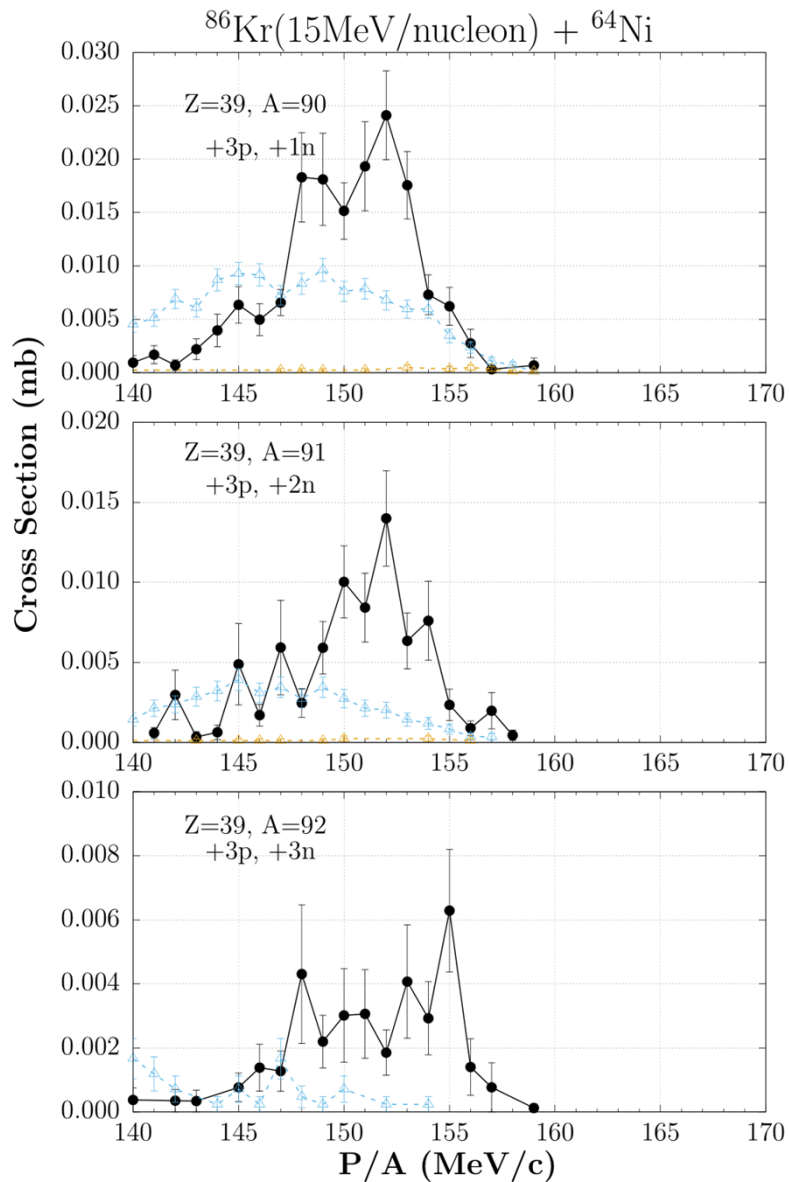 ⁸⁶Kr(15MeV/nucleon) + ⁶⁴Ni
0.030
0.025
0.020
0.015
0.010
0.005
0.000
Z=39, A=90
+3p, +1n
140 145 150 155 160 165 170
0.020
0.015
0.010
0.005
0.000
Z=39, A=91
+3p, +2n
140 145 150 155 160 165 170
0.010
0.008
0.006
0.004
0.002
0.000
Z=39, A=92
+3p, +3n
140 145 150 155 160 165 170
Cross Section (mb)
P/A (MeV/c)